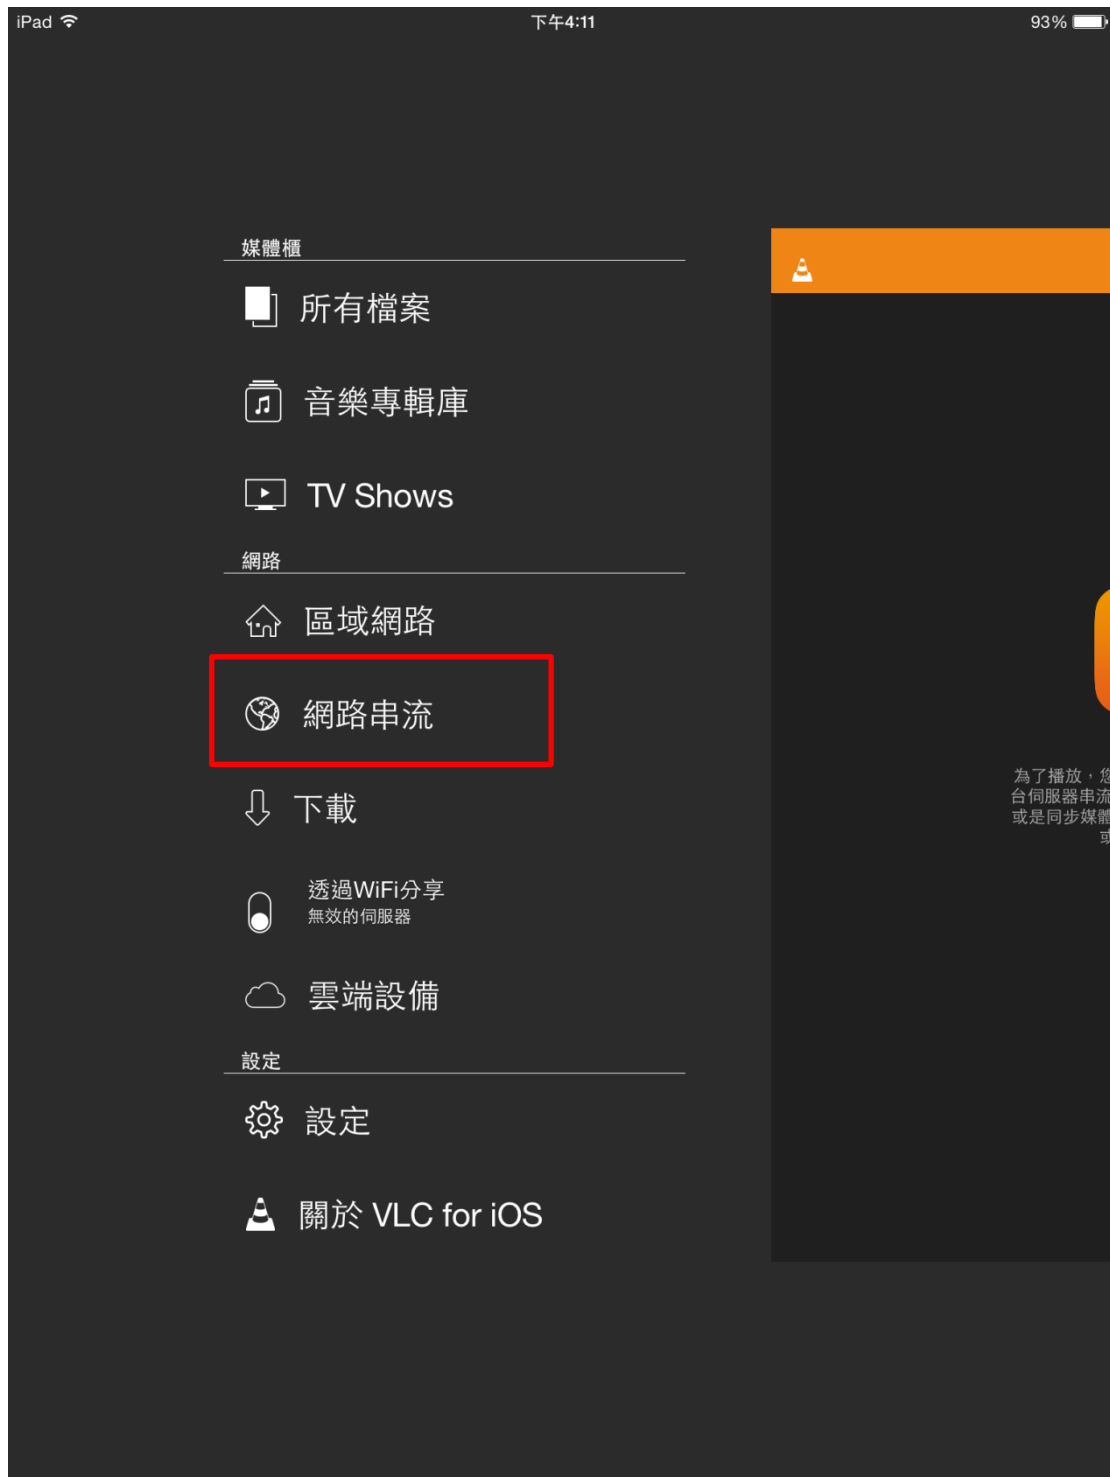 iPad 下午4:11 93%
媒體櫃
所有檔案
音樂專輯庫
TV Shows
網路
區域網路
網路串流
下載
透過WiFi分享
無效的伺服器
雲端設備
設定
設定
關於 VLC for iOS
為了播放，您
台伺服器串流
或是同步媒體
或